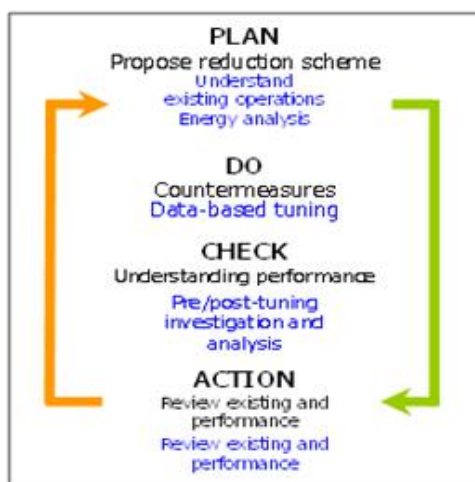 PLAN
Propose reduction scheme
Understand
existing operations
Energy analysis
DO
Countermeasures
Data-based tuning
CHECK
Understanding performance
Pre/post-tuning
investigation and
analysis
ACTION
Review existing and
performance
Review existing and
performance